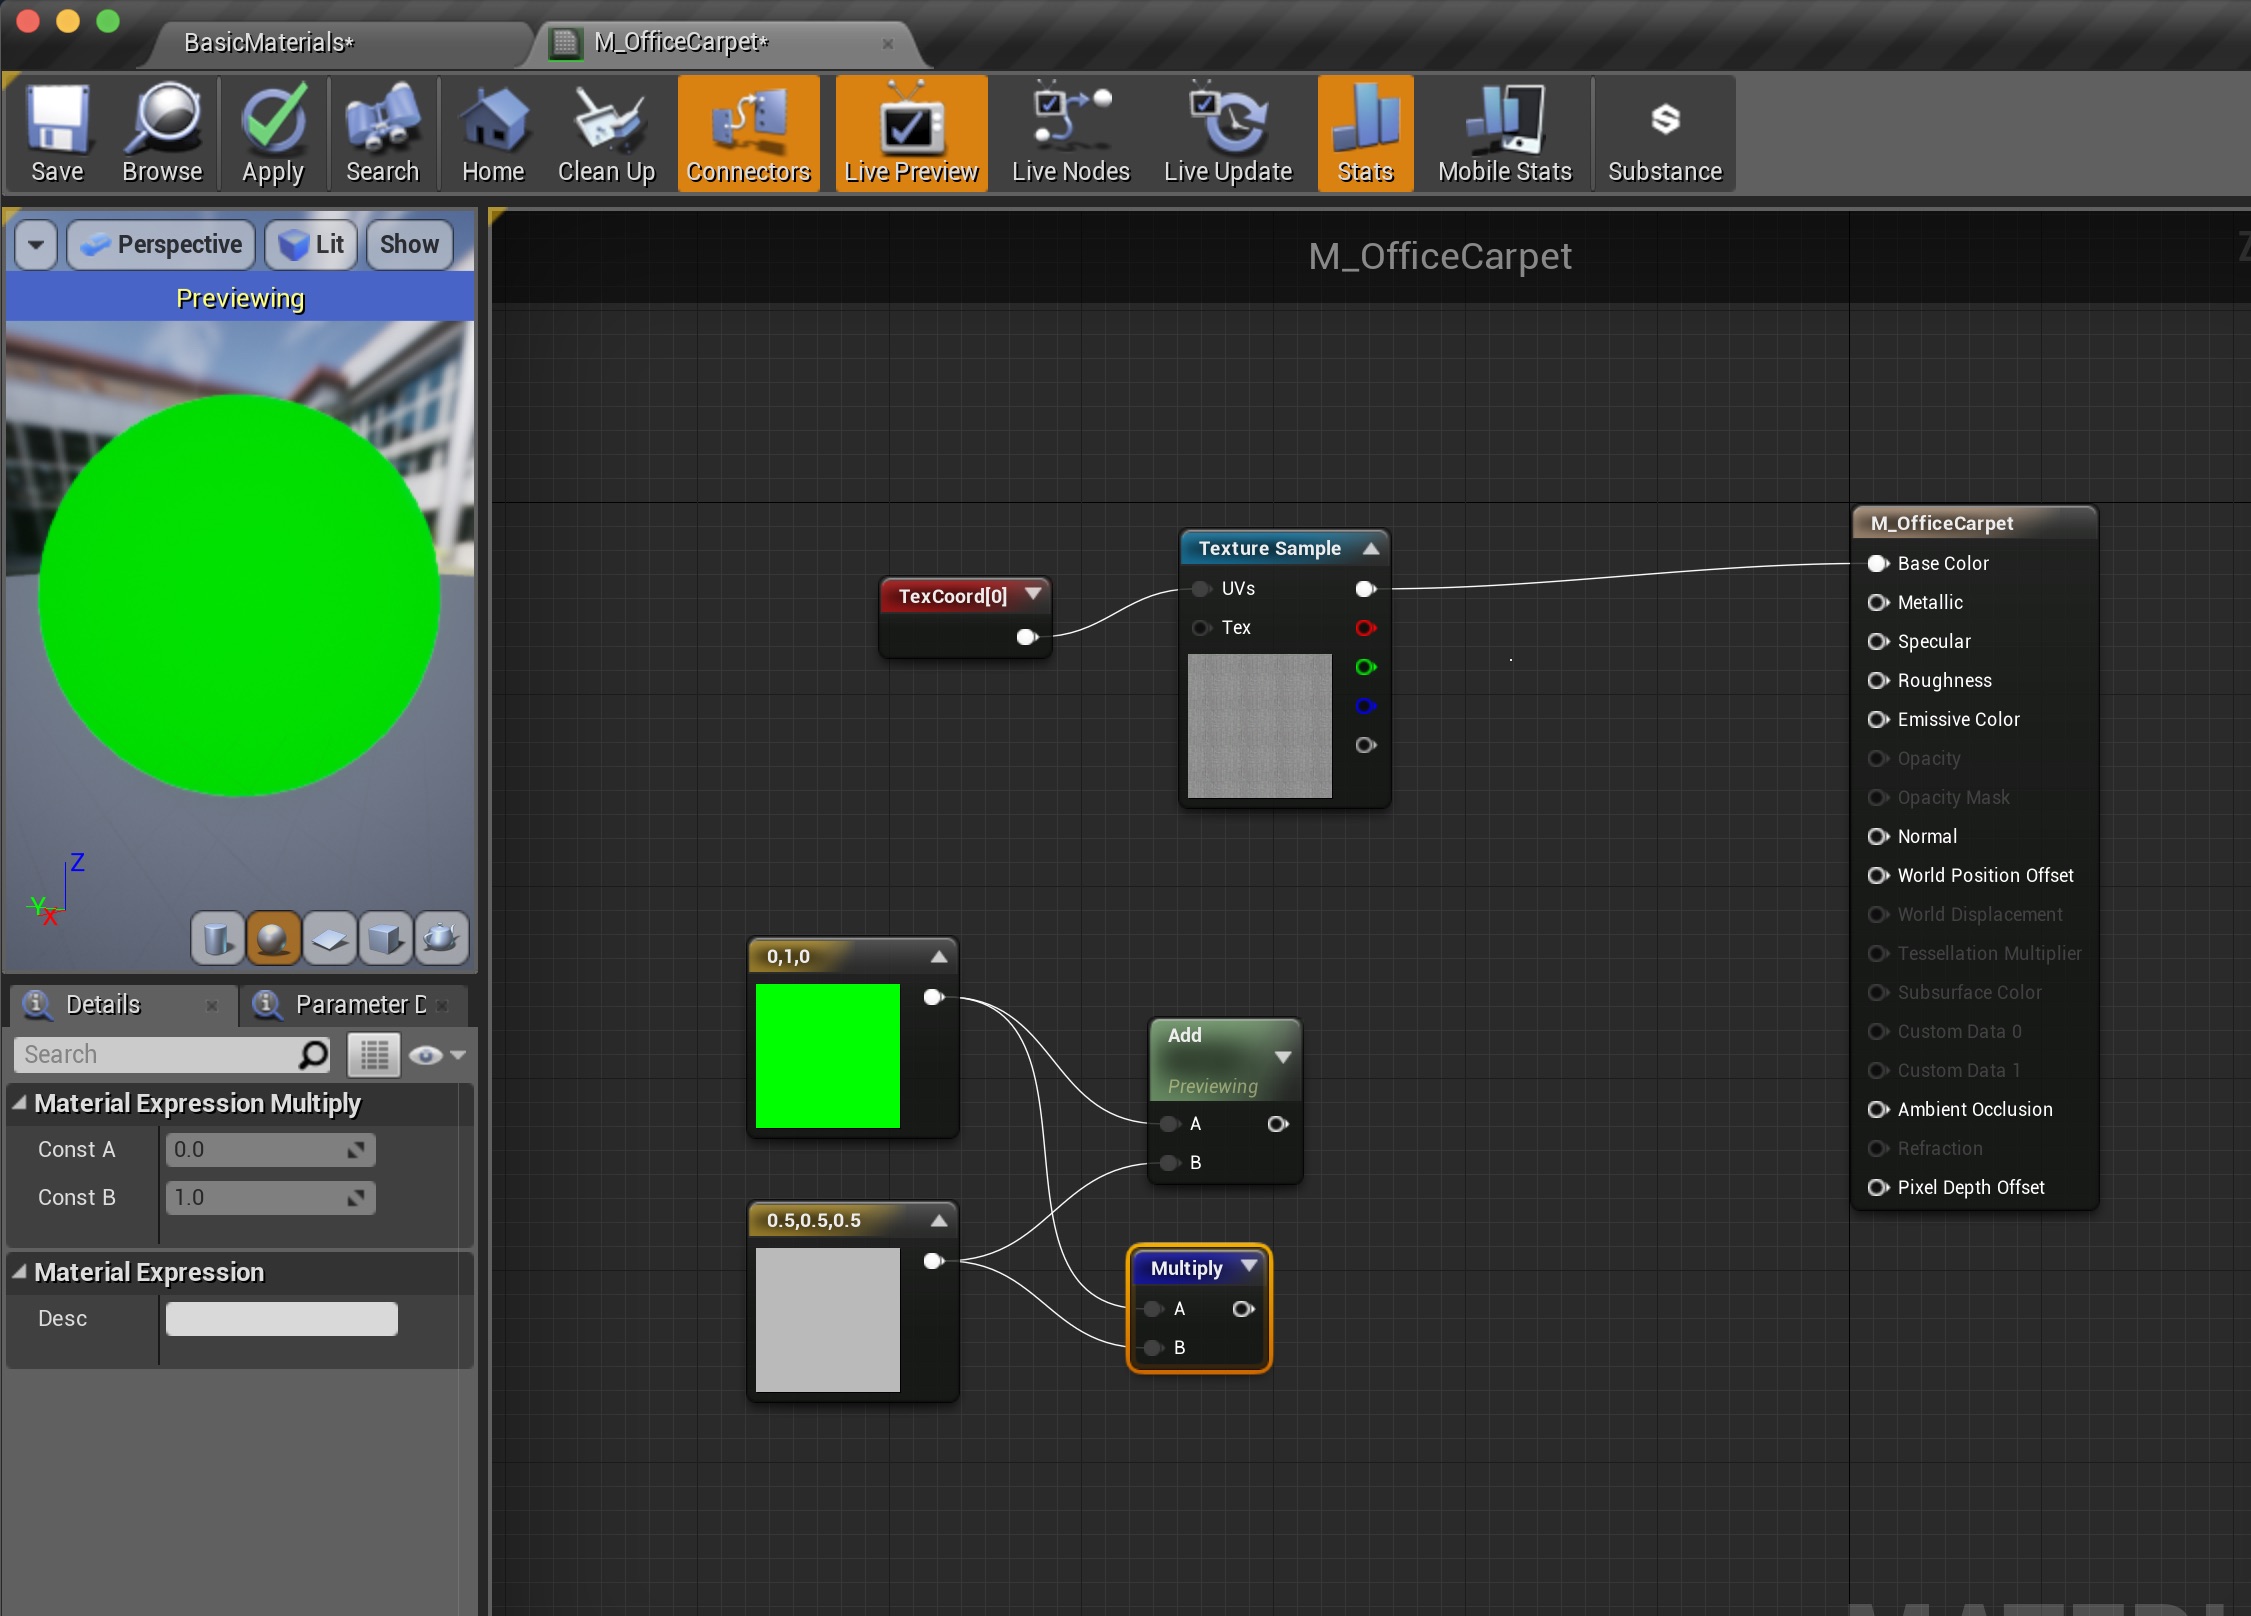 BasicMaterials*
M_OfficeCarpet*
Save
Browse
Apply
Search
Home
Clean Up
Connectors
Live Preview
Live Nodes
Live Update
Stats
Mobile Stats
Substance
Perspective
Lit
Show
Previewing
Z
Y
X
Details
Parameter D
Search
Material Expression Multiply
Const A
0.0
Const B
1.0
Material Expression
Desc
M_OfficeCarpet
TexCoord[0]
Texture Sample
UVs
Tex
0,1,0
0.5,0.5,0.5
Add
Previewing
A
B
Multiply
A
B
M_OfficeCarpet
Base Color
Metallic
Specular
Roughness
Emissive Color
Opacity
Opacity Mask
Normal
World Position Offset
World Displacement
Tessellation Multiplier
Subsurface Color
Custom Data 0
Custom Data 1
Ambient Occlusion
Refraction
Pixel Depth Offset